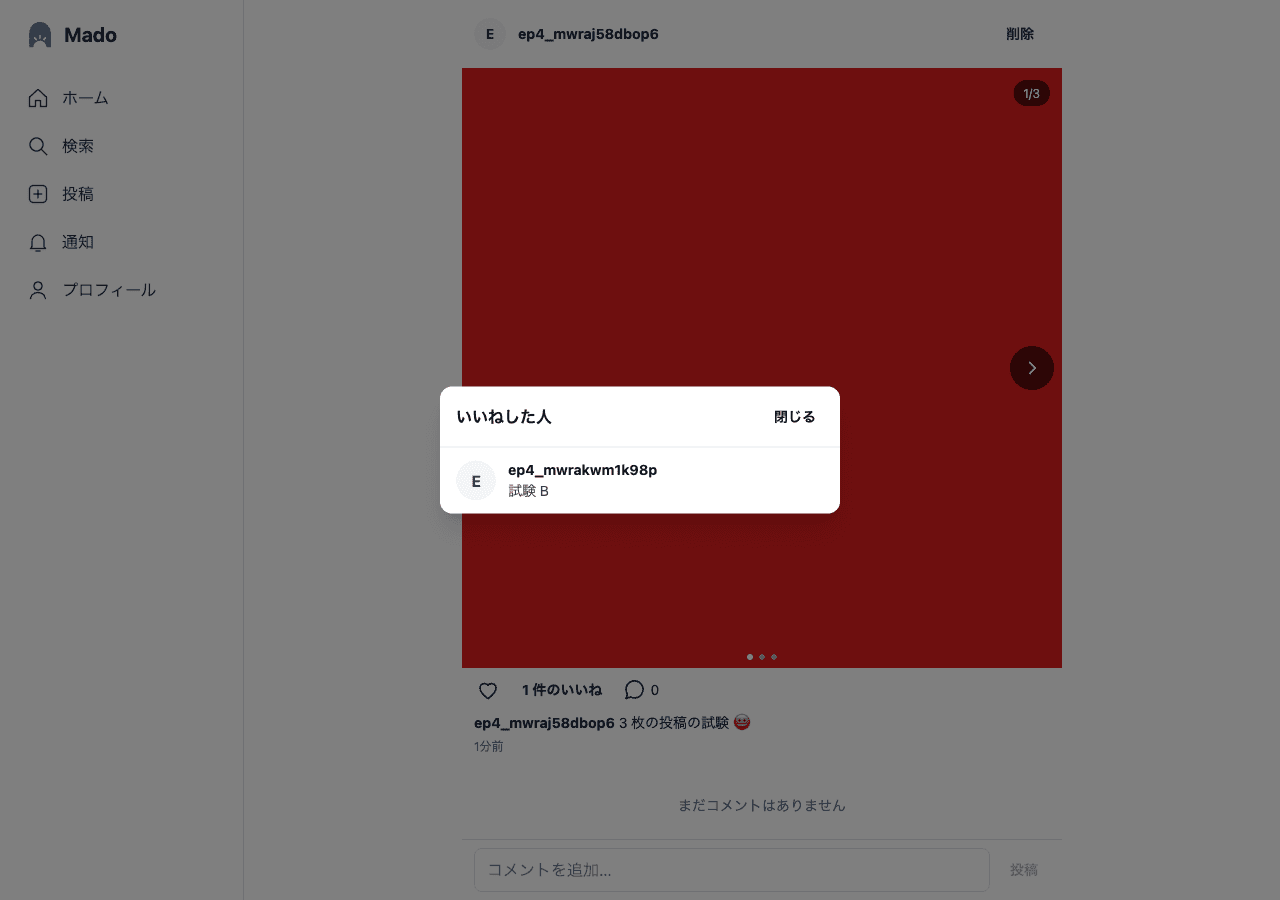 Mado
ホーム
検索
投稿
通知
プロフィール
E ep4_mwraj58dbop6 削除
1/3
いいねした人 閉じる
E
ep4_mwrakwm1k98p
試験 B
1 件のいいね 0
ep4_mwraj58dbop6 3 枚の投稿の試験
1分前
まだコメントはありません
コメントを追加... 投稿